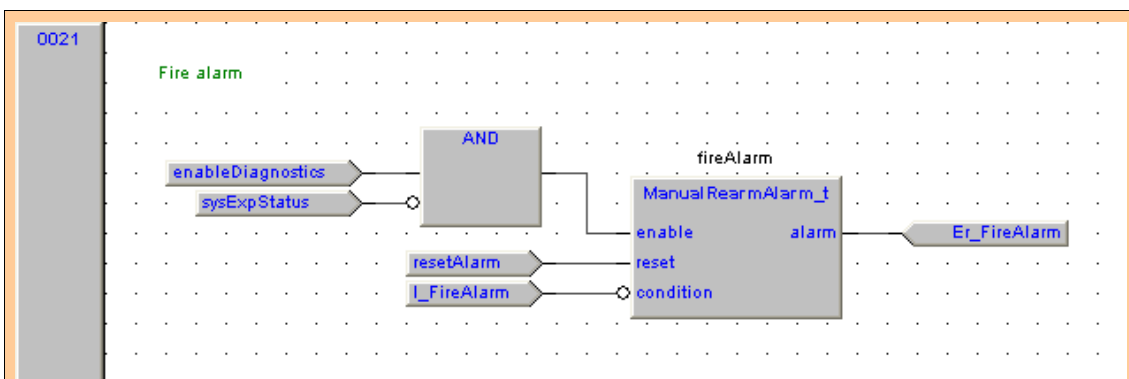 0021
Fire alarm
AND
enableDiagnostics
sysExpStatus
fireAlarm
ManualRearmAlarm_t
enable alarm
Er_FireAlarm
resetAlarm
reset
I_FireAlarm
condition